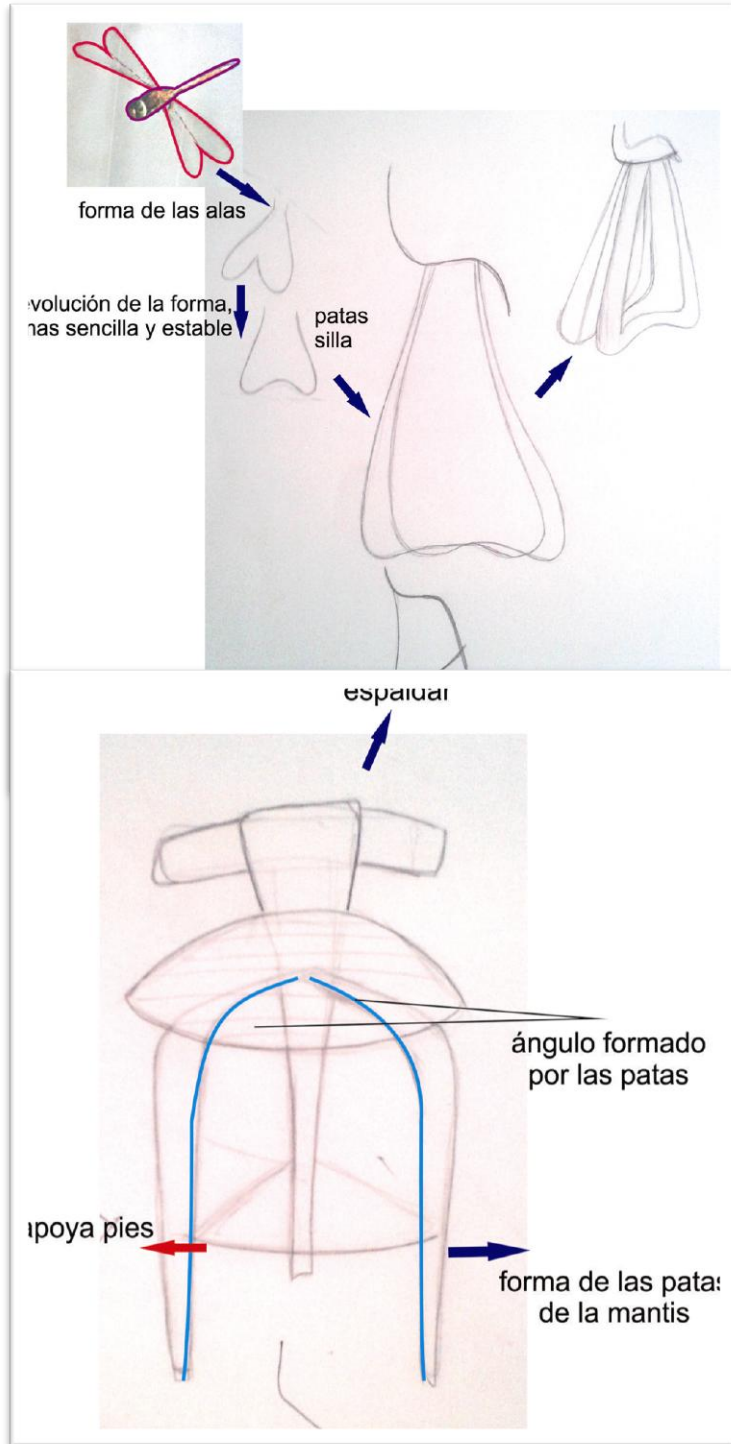 forma de las alas
evolución de la forma,
mas sencilla y estable
patas
silla
espaldar
ángulo formado
por las patas
apoya pies
forma de las patas
de la mantis